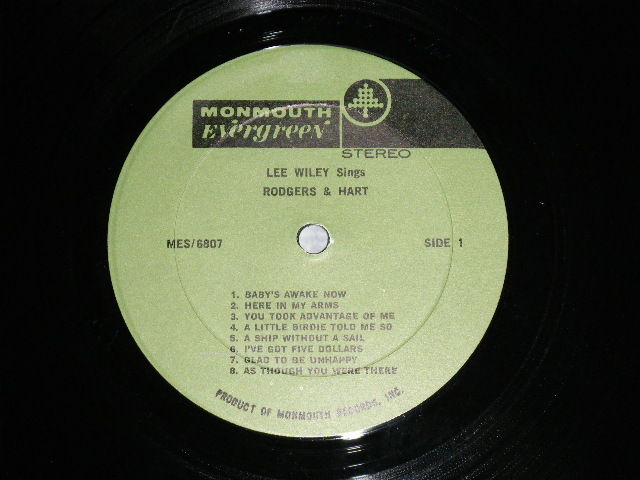 MONMOUTH
Evergreen
STEREO
LEE WILEY Sings
RODGERS & HART
MES/6807
SIDE 1
1. BABY'S AWAKE NOW
2. HERE IN MY ARMS
3. YOU TOOK ADVANTAGE OF ME
4. A LITTLE BIRDIE TOLD ME SO
5. A SHIP WITHOUT A SAIL
6. I'VE GOT FIVE DOLLARS
7. GLAD TO BE UNHAPPY
8. AS THOUGH YOU WERE THERE
PRODUCT OF MONMOUTH RECORDS, INC.